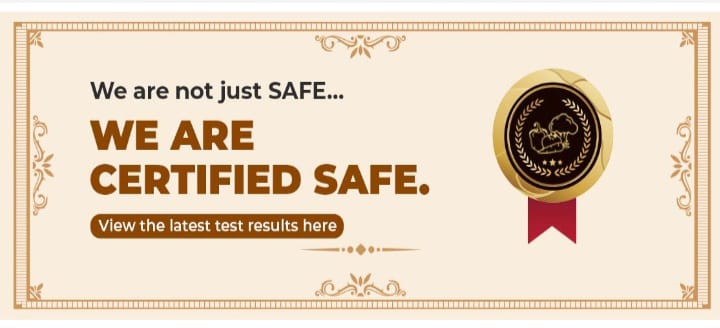 We are not just SAFE...
WE ARE
CERTIFIED SAFE.
View the latest test results here